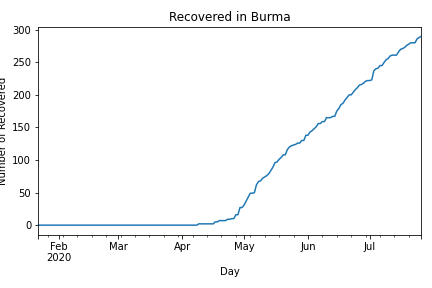 Recovered in Burma
Number of Recovered
300
250
200
150
100
50
0
Feb
2020
Mar
Apr
May
Jun
Jul
Day